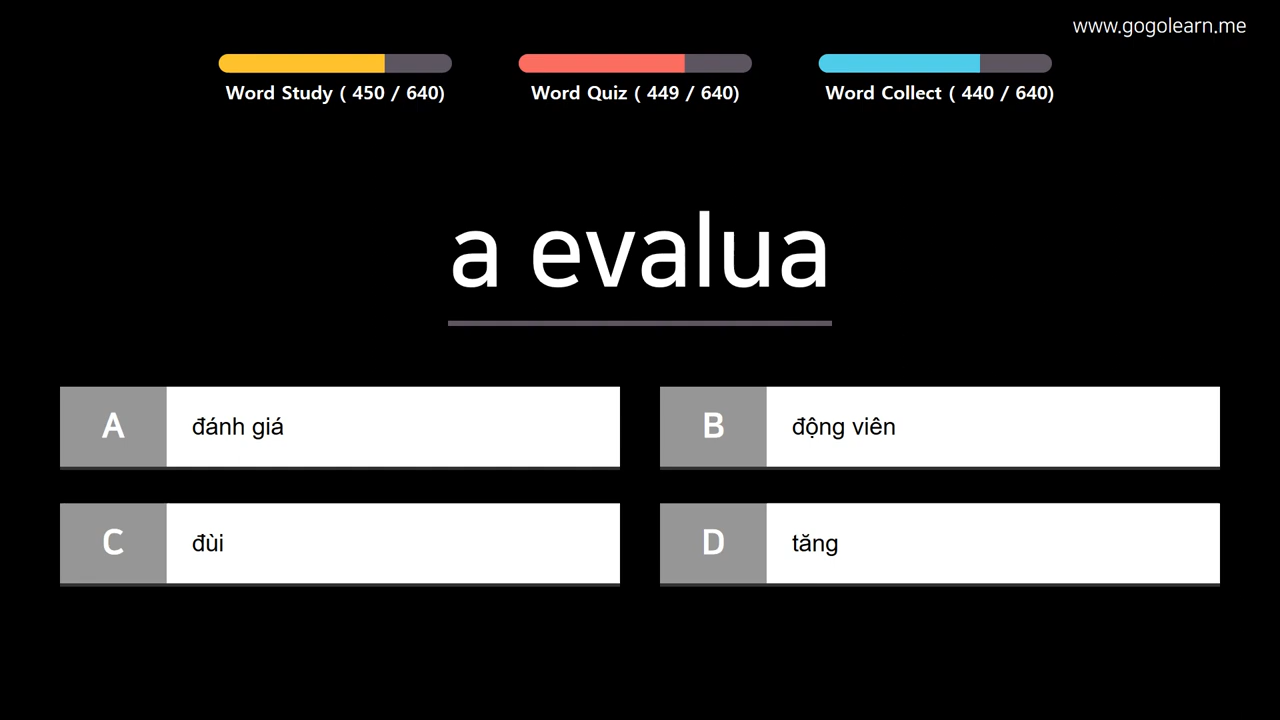 www.gogolearn.me
Word Study ( 450 / 640)
Word Quiz ( 449 / 640)
Word Collect ( 440 / 640)
a evalua
A
đánh giá
B
động viên
C
đùi
D
tăng